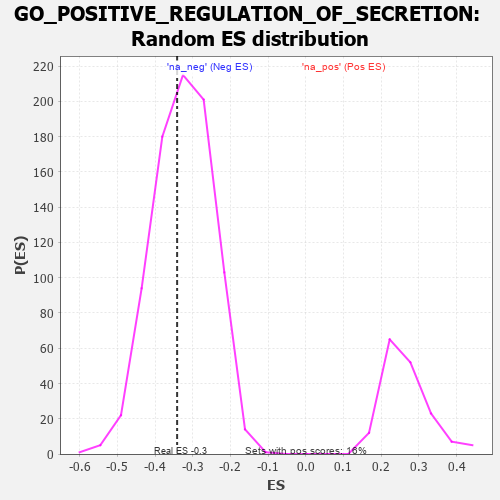 GO_POSITIVE_REGULATION_OF_SECRETION:
Random ES distribution
'na_neg' (Neg ES)
'na_pos' (Pos ES)
220
200
180
160
140
120
100
80
60
40
20
0
P(ES)
Real ES -0.3
Sets with pos scores: 16%
-0.6 -0.5 -0.4 -0.3 -0.2 -0.1 0.0 0.1 0.2 0.3 0.4
ES